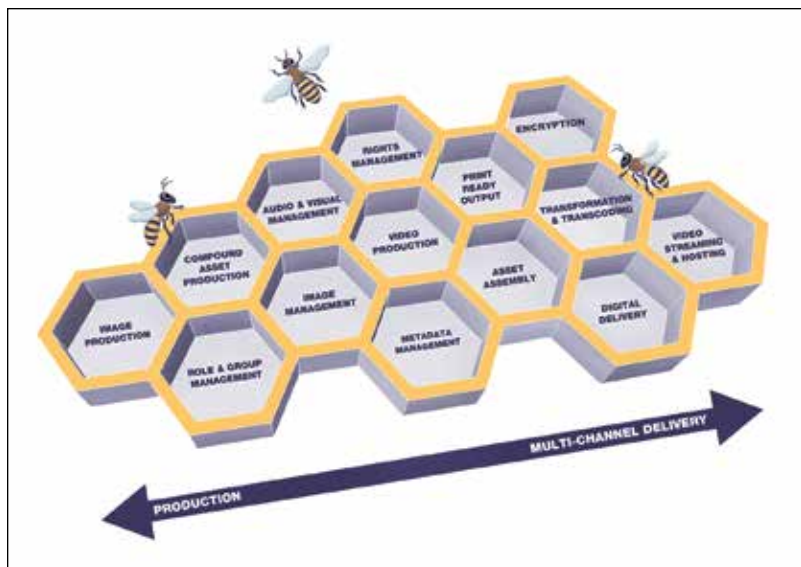 ENCRYPTION
RIGHTS
MANAGEMENT
PRINT
READY
OUTPUT
AUDIO & VISUAL
MANAGEMENT
TRANSFORMATION
& TRANSCODING
VIDEO
PRODUCTION
VIDEO
STREAMING
& HOSTING
COMPOUND
ASSET
PRODUCTION
ASSET
ASSEMBLY
IMAGE
MANAGEMENT
DIGITAL
DELIVERY
IMAGE
PRODUCTION
METADATA
MANAGEMENT
ROLE & GROUP
MANAGEMENT
MULTI-CHANNEL DELIVERY
PRODUCTION